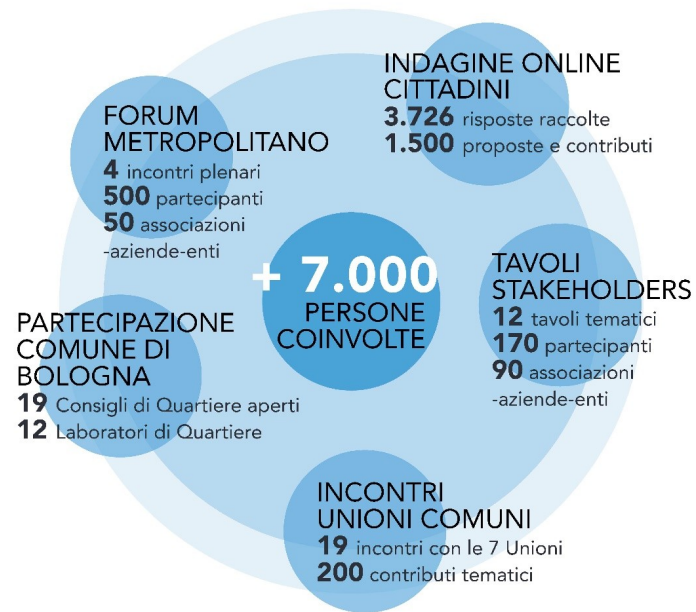 INDAGINE ONLINE
CITTADINI
3.726 risposte raccolte
1.500 proposte e contributi
FORUM
METROPOLITANO
4 incontri plenari
500 partecipanti
50 associazioni
-aziende-enti
+ 7.000
PERSONE
COINVOLTE
TAVOLI
STAKEHOLDERS
12 tavoli tematici
170 partecipanti
90 associazioni
-aziende-enti
PARTECIPAZIONE
COMUNE DI
BOLOGNA
19 Consigli di Quartiere aperti
12 Laboratori di Quartiere
INCONTRI
UNIONI COMUNI
19 incontri con le 7 Unioni
200 contributi tematici